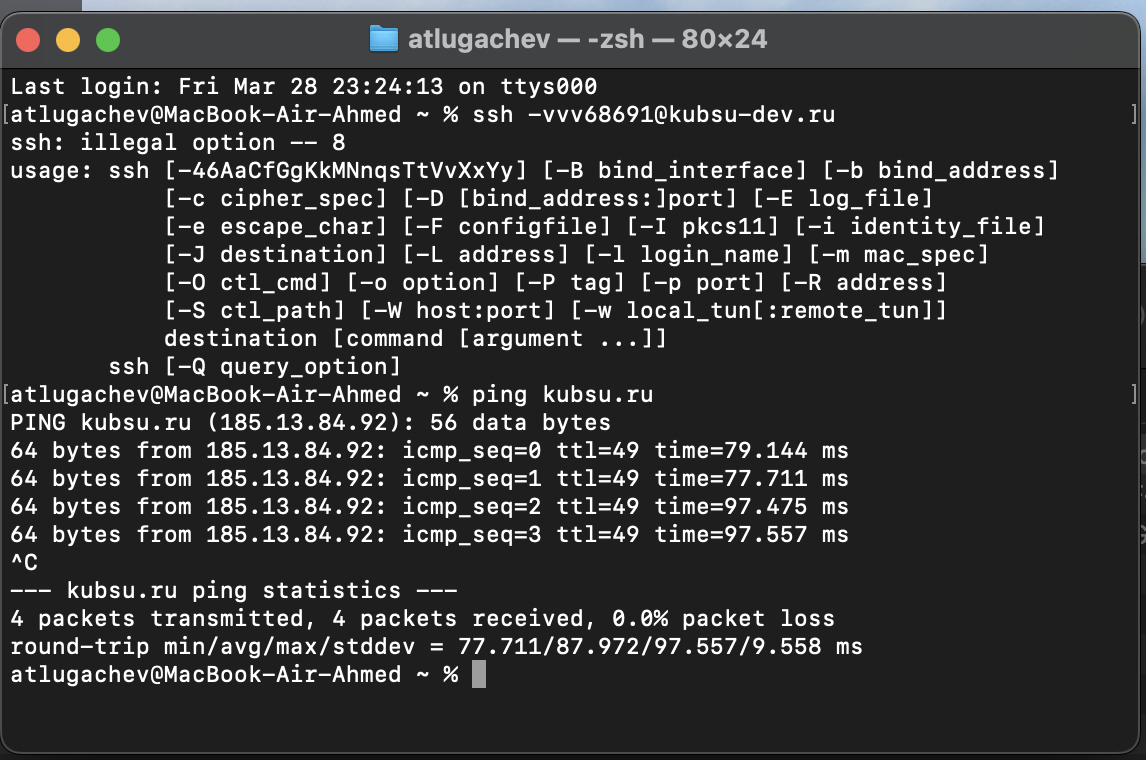 atlugachev — -zsh — 80×24
Last login: Fri Mar 28 23:24:13 on ttys000
[atlugachev@MacBook-Air-Ahmed ~ % ssh -vvv68691@kubsu-dev.ru ]
ssh: illegal option -- 8
usage: ssh [-46AaCfGgKkMNnqsTtVvXxYy] [-B bind_interface] [-b bind_address]
           [-c cipher_spec] [-D [bind_address:]port] [-E log_file]
           [-e escape_char] [-F configfile] [-I pkcs11] [-i identity_file]
           [-J destination] [-L address] [-l login_name] [-m mac_spec]
           [-O ctl_cmd] [-o option] [-P tag] [-p port] [-R address]
           [-S ctl_path] [-W host:port] [-w local_tun[:remote_tun]]
           destination [command [argument ...]]
       ssh [-Q query_option]
[atlugachev@MacBook-Air-Ahmed ~ % ping kubsu.ru ]
PING kubsu.ru (185.13.84.92): 56 data bytes
64 bytes from 185.13.84.92: icmp_seq=0 ttl=49 time=79.144 ms
64 bytes from 185.13.84.92: icmp_seq=1 ttl=49 time=77.711 ms
64 bytes from 185.13.84.92: icmp_seq=2 ttl=49 time=97.475 ms
64 bytes from 185.13.84.92: icmp_seq=3 ttl=49 time=97.557 ms
^C
--- kubsu.ru ping statistics ---
4 packets transmitted, 4 packets received, 0.0% packet loss
round-trip min/avg/max/stddev = 77.711/87.972/97.557/9.558 ms
atlugachev@MacBook-Air-Ahmed ~ %